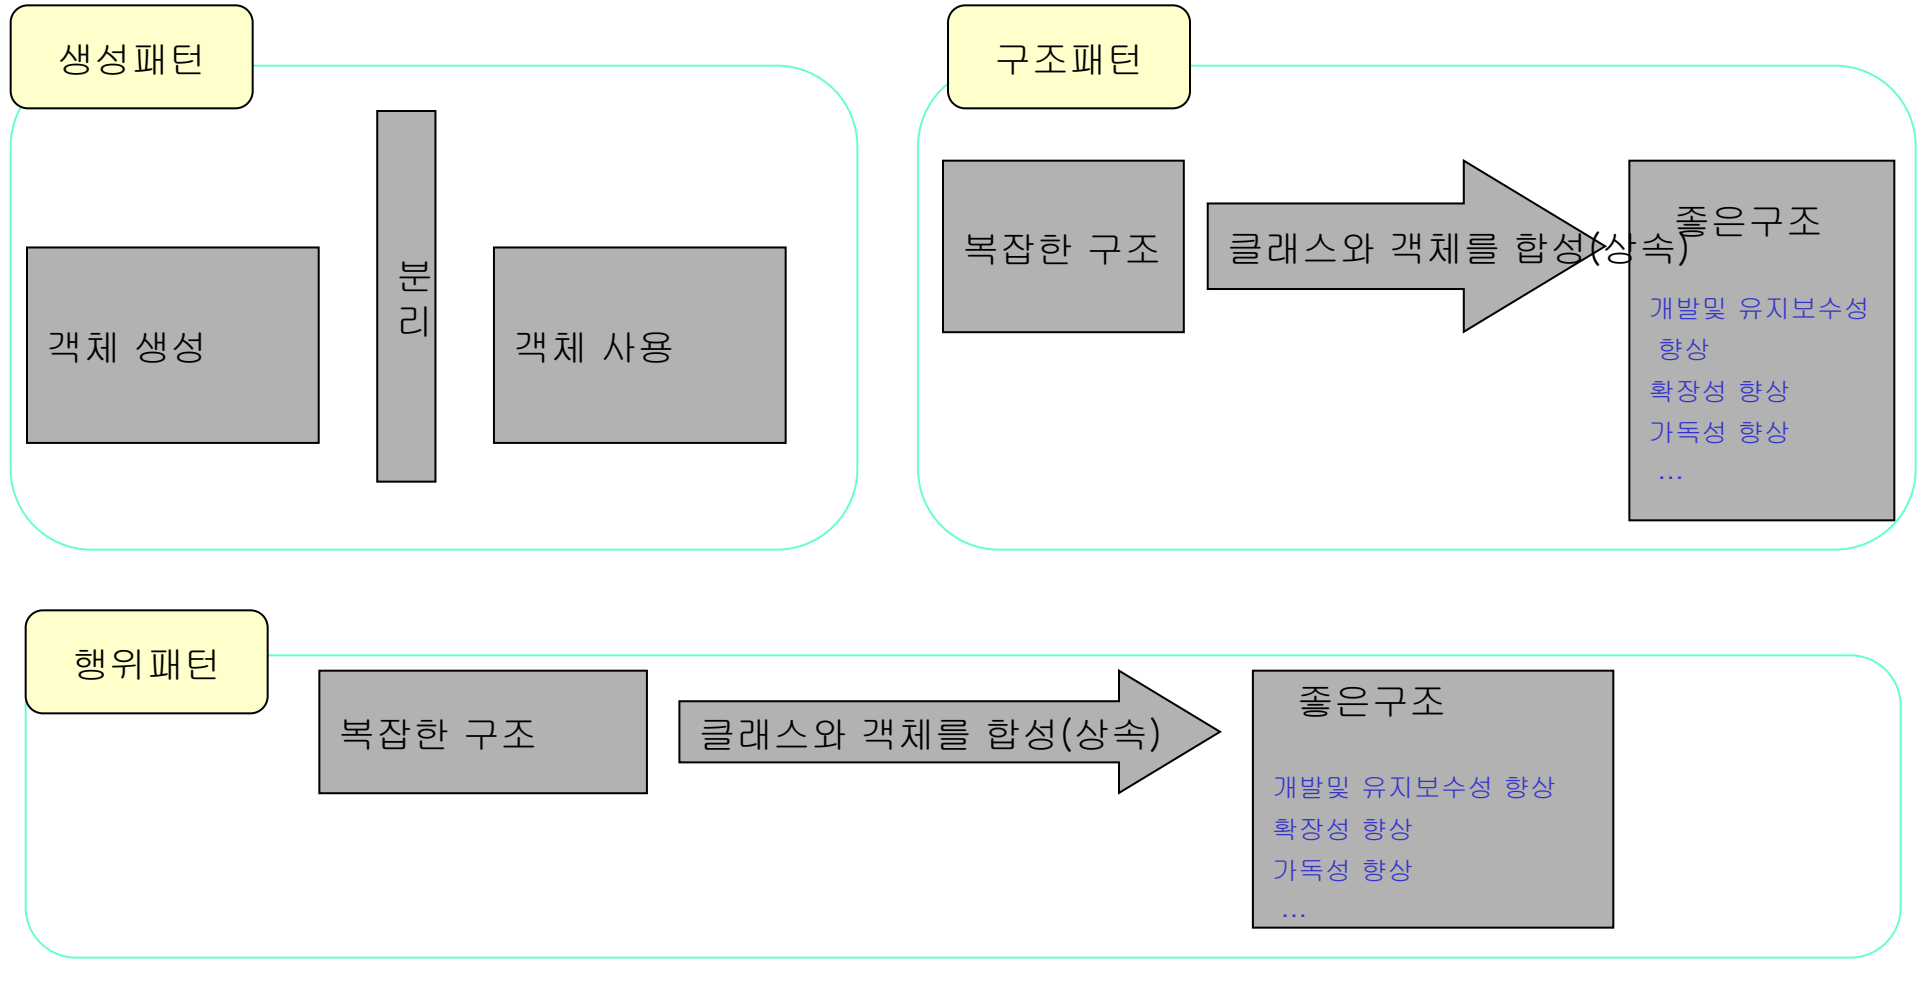 생성패턴
객체 생성
분
리
객체 사용
구조패턴
복잡한 구조
클래스와 객체를 합성(상속)
좋은구조
개발및 유지보수성
향상
확장성 향상
가독성 향상
...
행위패턴
복잡한 구조
클래스와 객체를 합성(상속)
좋은구조
개발및 유지보수성 향상
확장성 향상
가독성 향상
...